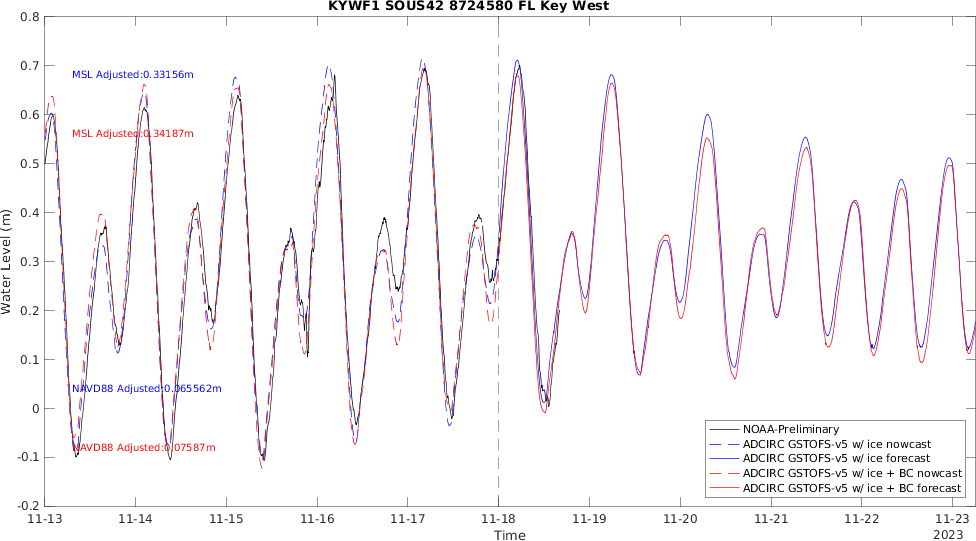 KYWF1 SOUS42 8724580 FL Key West
0.8
0.7
0.6
0.5
0.4
0.3
0.2
0.1
0
-0.1
-0.2
Water Level (m)
MSL Adjusted:0.33156m
MSL Adjusted:0.34187m
NAVD88 Adjusted:0.065562m
NAVD88 Adjusted:0.07587m
NOAA-Preliminary
ADCIRC GSTOFS-v5 w/ ice nowcast
ADCIRC GSTOFS-v5 w/ ice forecast
ADCIRC GSTOFS-v5 w/ ice + BC nowcast
ADCIRC GSTOFS-v5 w/ ice + BC forecast
11-13 11-14 11-15 11-16 11-17 11-18 11-19 11-20 11-21 11-22 11-23
Time
2023